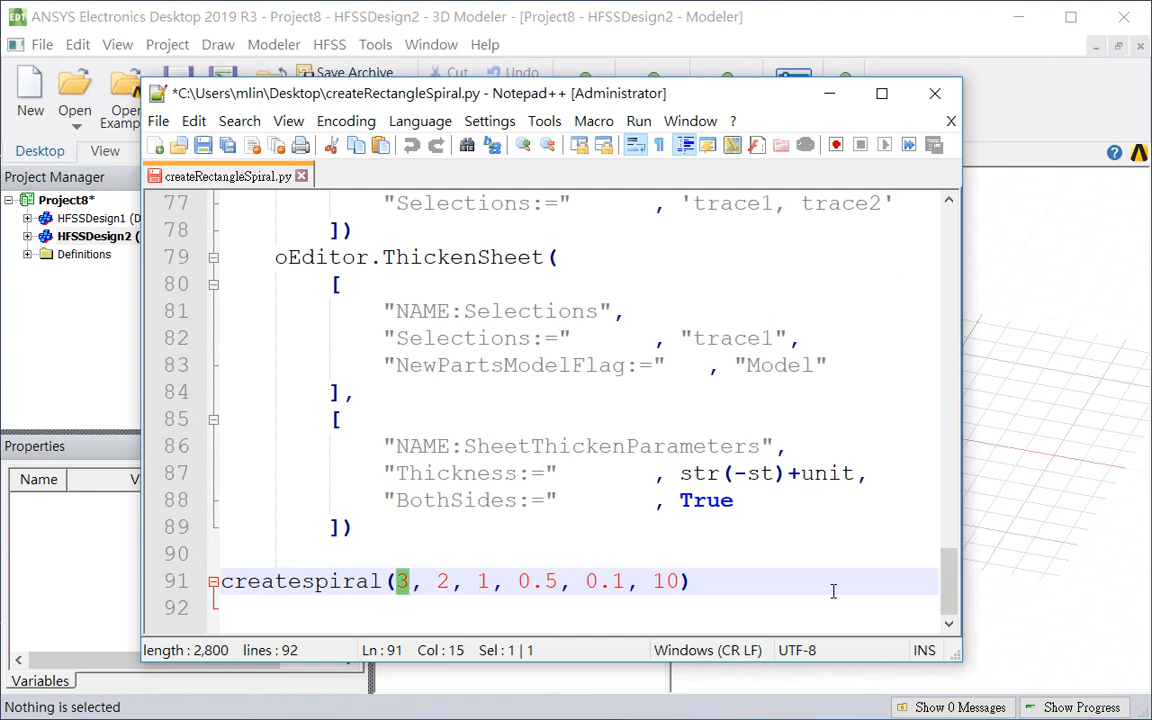 ANSYS Electronics Desktop 2019 R3 - Project8 - HFSSDesign2 - 3D Modeler - [Project8 - HFSSDesign2 - Modeler]
File Edit View Project Draw Modeler HFSS Tools Window Help
New Open Open Examp
Save Archive Cut Undo
Desktop View
Project Manager
Project8*
HFSSDesign1 (D
HFSSDesign2 (
Definitions
Properties
Name V
Variables
Nothing is selected
Show 0 Messages Show Progress
*C:\Users\mlin\Desktop\createRectangleSpiral.py - Notepad++ [Administrator]
File Edit Search View Encoding Language Settings Tools Macro Run Window ? X
createRectangleSpiral.py
77 "Selections:=" , 'trace1, trace2'
78 ])
79 oEditor.ThickenSheet(
80 [
81 "NAME:Selections",
82 "Selections:=" , "trace1",
83 "NewPartsModelFlag:=" , "Model"
84 ],
85 [
86 "NAME:SheetThickenParameters",
87 "Thickness:=" , str(-st)+unit,
88 "BothSides:=" , True
89 ])
90
91 createspiral(3, 2, 1, 0.5, 0.1, 10)
92
length : 2,800 lines : 92 Ln : 91 Col : 15 Sel : 1 | 1 Windows (CR LF) UTF-8 INS